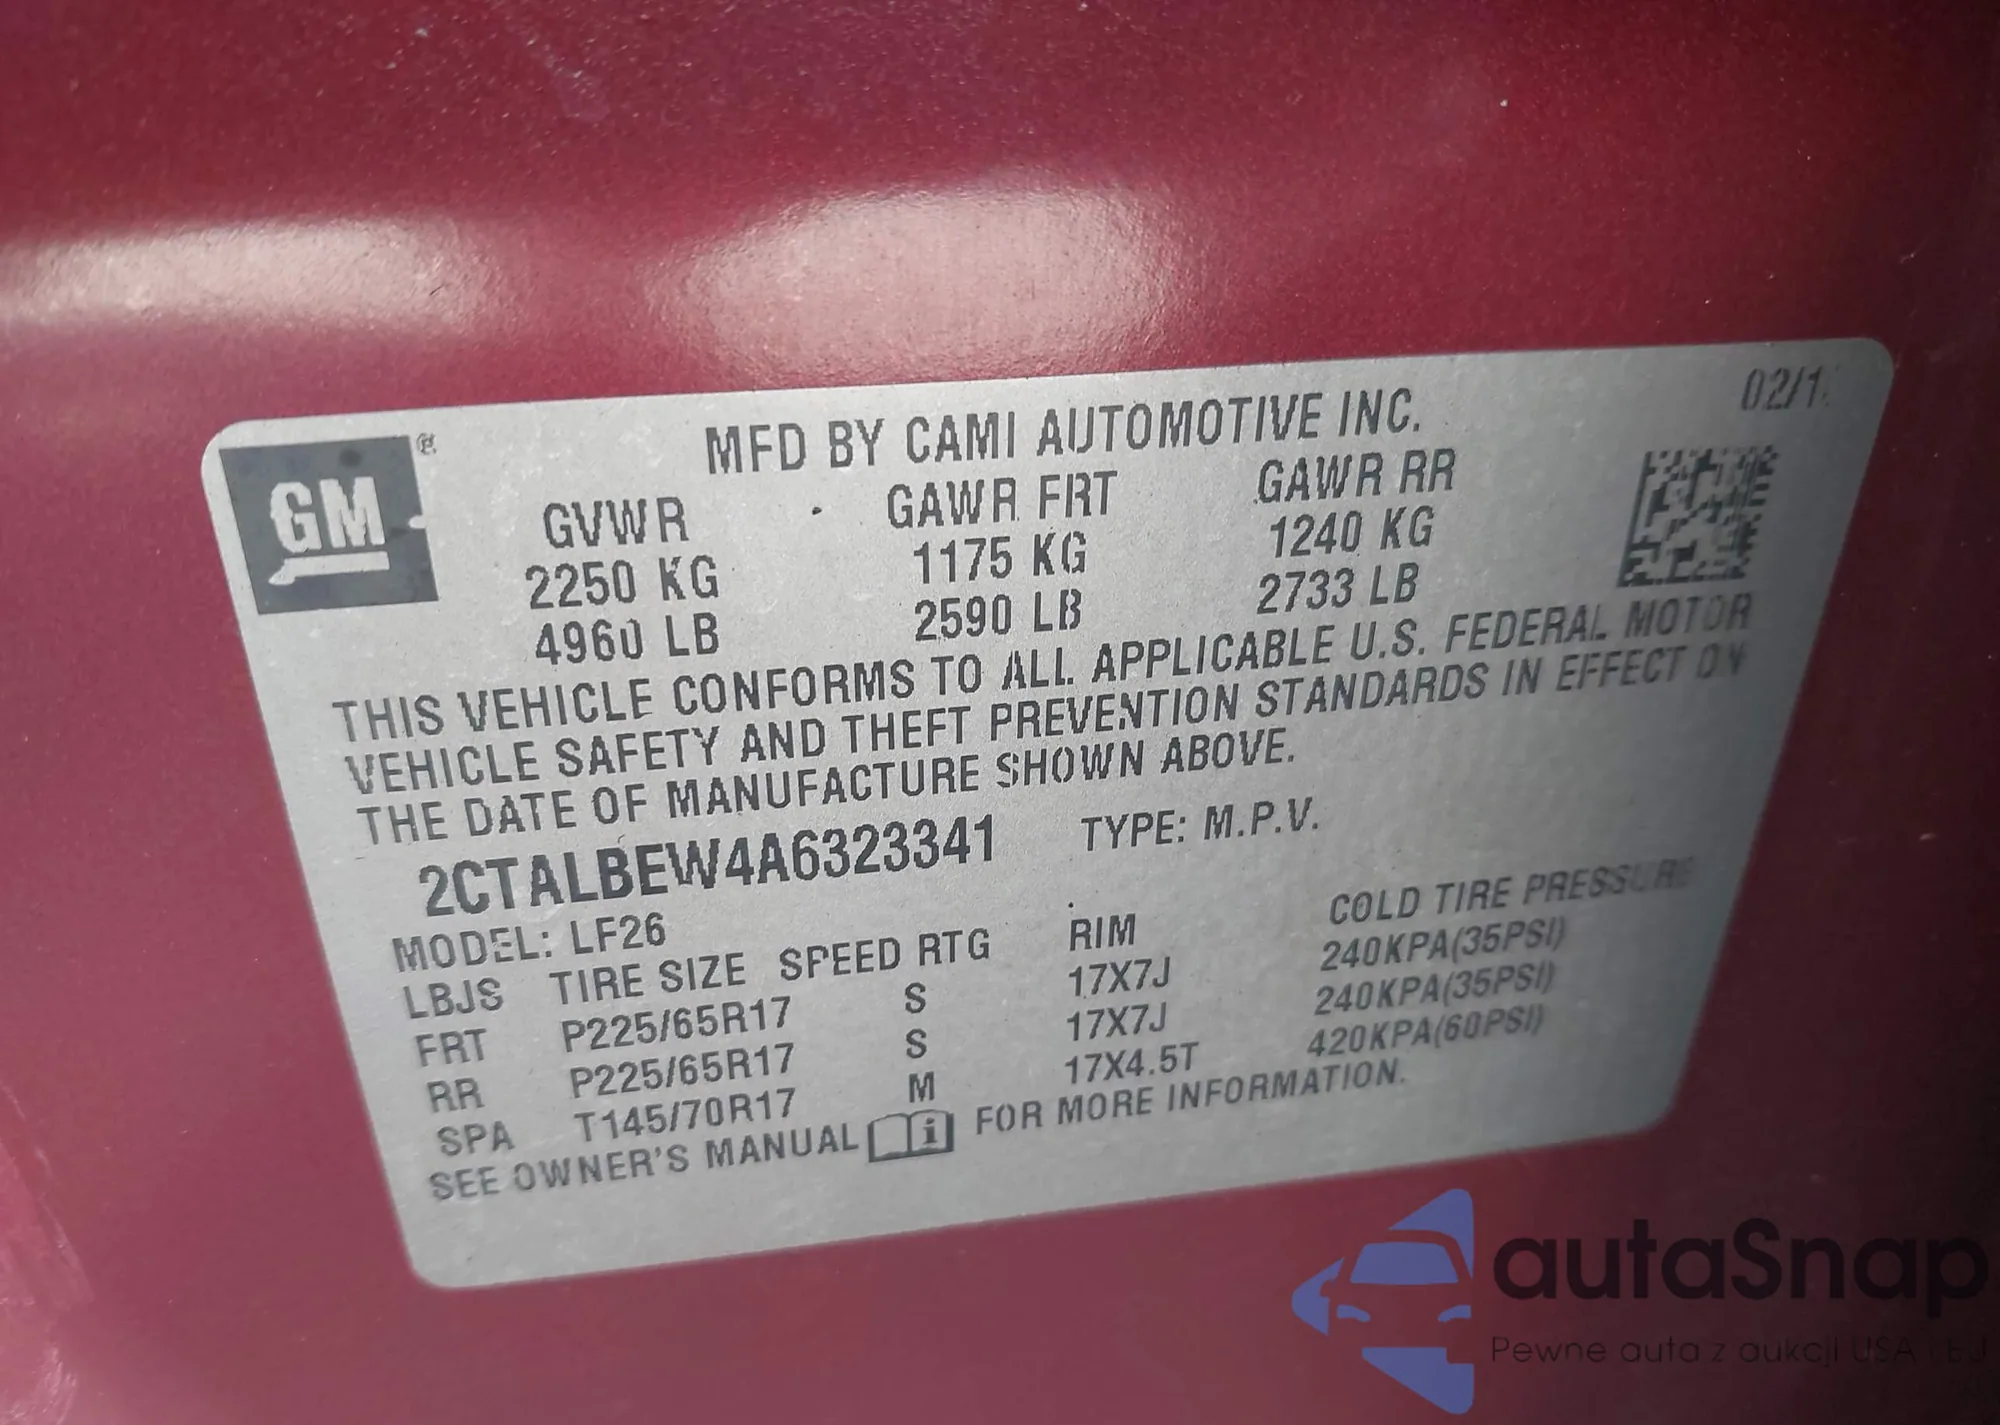 02/1
MFD BY CAMI AUTOMOTIVE INC.
GM ®
GVWR GAWR FRT GAWR RR
2250 KG 1175 KG 1240 KG
4960 LB 2590 LB 2733 LB
THIS VEHICLE CONFORMS TO ALL APPLICABLE U.S. FEDERAL MOTOR
VEHICLE SAFETY AND THEFT PREVENTION STANDARDS IN EFFECT ON
THE DATE OF MANUFACTURE SHOWN ABOVE.
2CTALBEW4A6323341 TYPE: M.P.V.
MODEL: LF26
LBJS TIRE SIZE SPEED RTG RIM COLD TIRE PRESSURE
FRT P225/65R17 S 17X7J 240KPA(35PSI)
RR P225/65R17 S 17X7J 240KPA(35PSI)
SPA T145/70R17 M 17X4.5T 420KPA(60PSI)
SEE OWNER'S MANUAL i FOR MORE INFORMATION.
autaSnap
Pewne auta z aukcji USA i EU